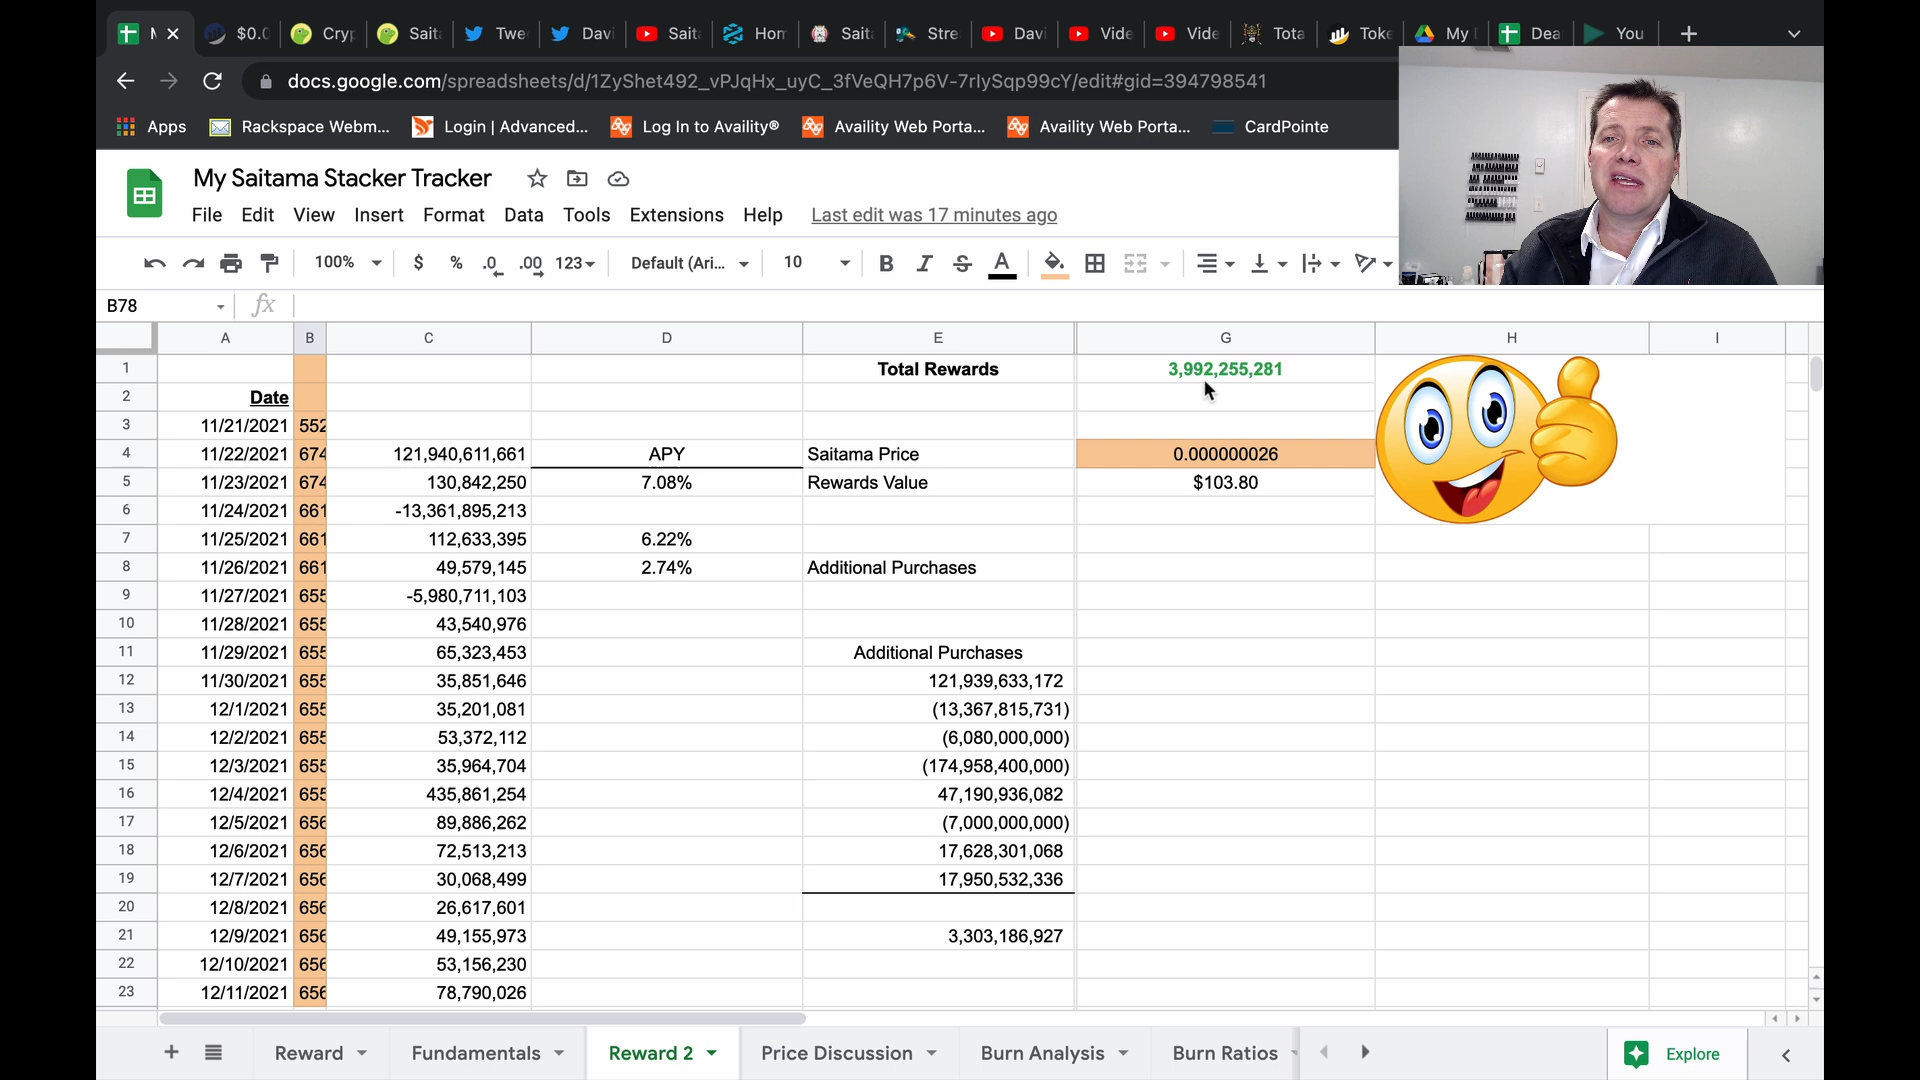 $0.0 Cryp Sait Twe Davi Sait Hom Sait Stre Davi Vide Vide Tota Toke My Dea You
docs.google.com/spreadsheets/d/1ZyShet492_vPJqHx_uyC_3fVeQH7p6V-7rIySqp99cY/edit#gid=394798541
Apps Rackspace Webm... Login | Advanced... Log In to Availity® Availity Web Porta... Availity Web Porta... CardPointe
My Saitama Stacker Tracker
File Edit View Insert Format Data Tools Extensions Help Last edit was 17 minutes ago
100% $ % .0 .00 123 Default (Ari... 10 B I S A
B78 fx
A B C D E G H I
1 Total Rewards 3,992,255,281
2 Date
3 11/21/2021 552
4 11/22/2021 674 121,940,611,661 APY Saitama Price 0.000000026
5 11/23/2021 674 130,842,250 7.08% Rewards Value $103.80
6 11/24/2021 661 -13,361,895,213
7 11/25/2021 661 112,633,395 6.22%
8 11/26/2021 661 49,579,145 2.74% Additional Purchases
9 11/27/2021 655 -5,980,711,103
10 11/28/2021 655 43,540,976
11 11/29/2021 655 65,323,453 Additional Purchases
12 11/30/2021 655 35,851,646 121,939,633,172
13 12/1/2021 655 35,201,081 (13,367,815,731)
14 12/2/2021 655 53,372,112 (6,080,000,000)
15 12/3/2021 655 35,964,704 (174,958,400,000)
16 12/4/2021 655 435,861,254 47,190,936,082
17 12/5/2021 656 89,886,262 (7,000,000,000)
18 12/6/2021 656 72,513,213 17,628,301,068
19 12/7/2021 656 30,068,499 17,950,532,336
20 12/8/2021 656 26,617,601
21 12/9/2021 656 49,155,973 3,303,186,927
22 12/10/2021 656 53,156,230
23 12/11/2021 656 78,790,026
Reward Fundamentals Reward 2 Price Discussion Burn Analysis Burn Ratios Explore